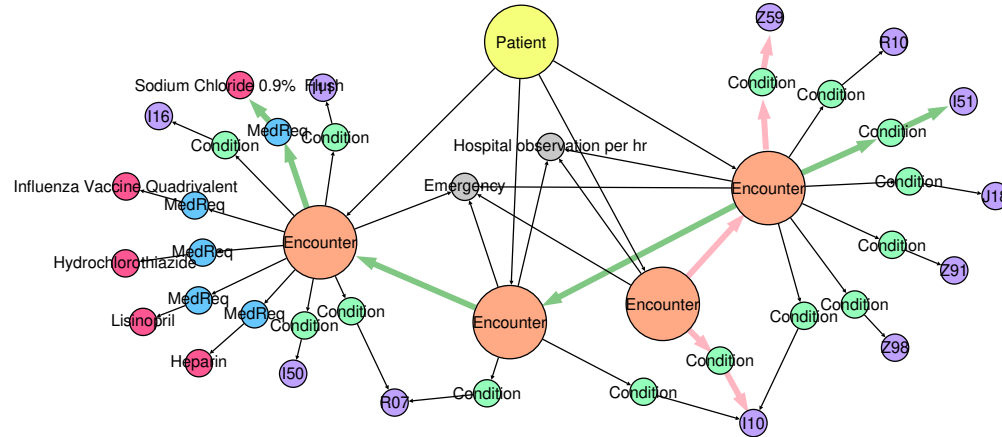 Z59
Patient
R10
Sodium Chloride 0.9%
Flush
Condition
Condition
I51
I16
MedReq
Condition
Condition
Condition
Hospital observation per hr
Influenza Vaccine Quadrivalent
Emergency
Encounter
Condition
J18
MedReq
Encounter
MedReq
Condition
Hydrochlorothiazide
Z91
MedReq
Condition
Lisinopril
MedReq
Condition
Condition
Encounter
Encounter
Condition
Z98
Heparin
Condition
I50
Condition
Condition
R07
I10